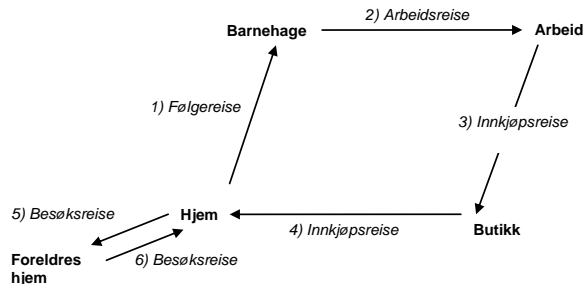 2) Arbeidsreise
Barnehage
Arbeid
1) Følgereise
3) Innkjøpsreise
5) Besøksreise
Hjem
4) Innkjøpsreise
Butikk
Foreldres
hjem
6) Besøksreise